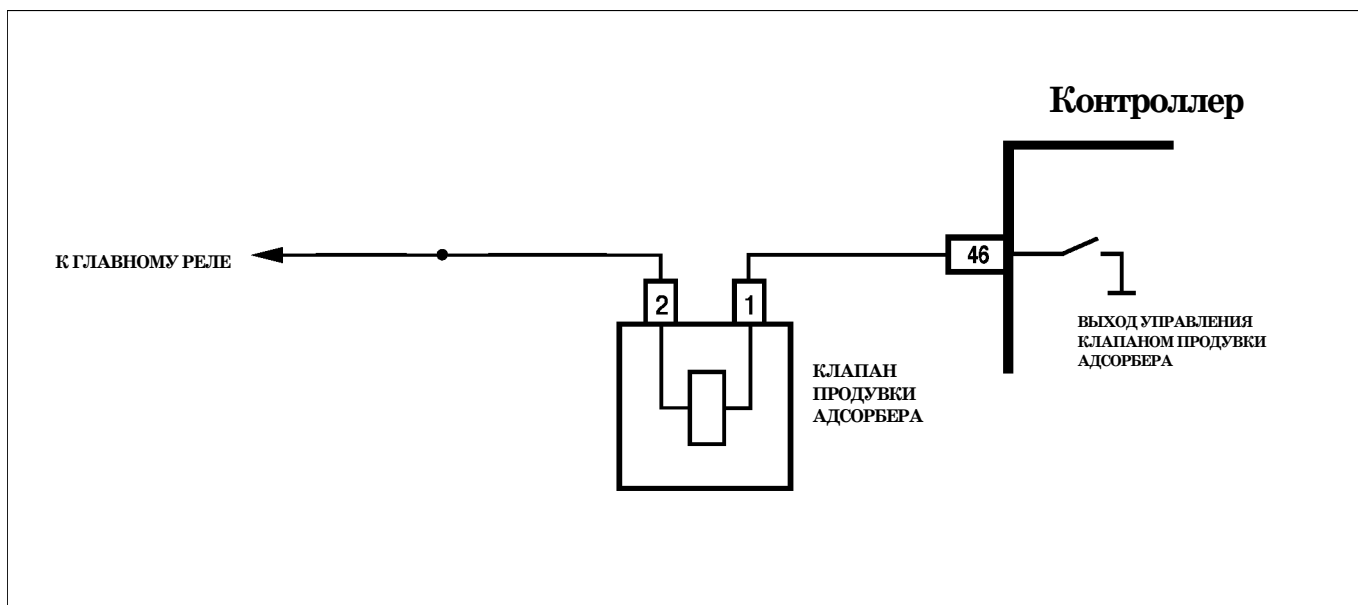 Контроллер
К ГЛАВНОМУ РЕЛЕ
46
2
1
ВЫХОД УПРАВЛЕНИЯ
КЛАПАНОМ ПРОДУВКИ
АДСОРБЕРА
КЛАПАН
ПРОДУВКИ
АДСОРБЕРА